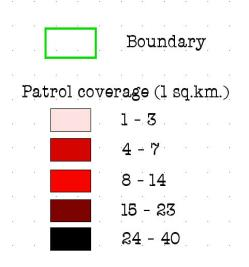 Boundary
Patrol coverage (1 sq.km.)
1 - 3
4 - 7
8 - 14
15 - 23
24 - 40